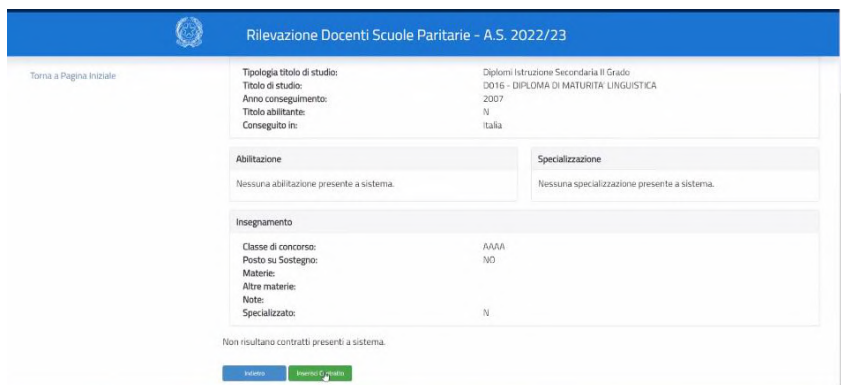 Rilevazione Docenti Scuole Paritarie - A.S. 2022/23
Torna a Pagina Iniziale
Tipologia titolo di studio: Diplomi Istruzione Secondaria II Grado
Titolo di studio: D016 - DIPLOMA DI MATURITA' LINGUISTICA
Anno conseguimento: 2007
Titolo abilitante: N
Conseguito in: Italia
Abilitazione
Nessuna abilitazione presente a sistema.
Specializzazione
Nessuna specializzazione presente a sistema.
Insegnamento
Classe di concorso: AAAA
Posto su Sostegno: NO
Materie:
Altre materie:
Note:
Specializzato: N
Non risultano contratti presenti a sistema.
Indietro Inserisci Contratto